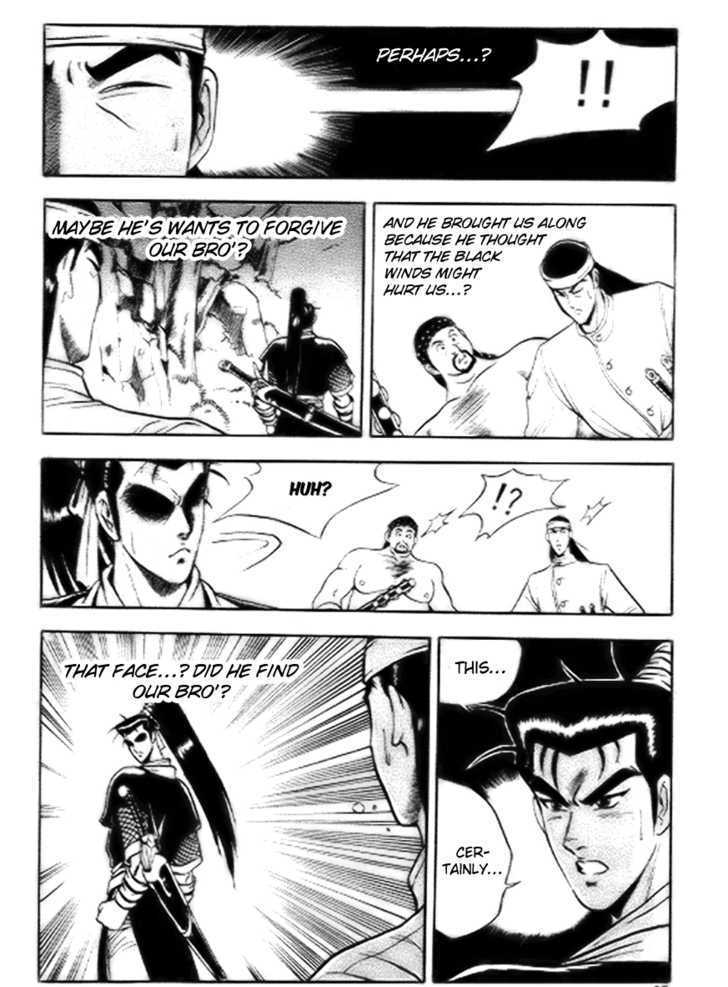 PERHAPS...?
!!
MAYBE HE'S WANTS TO FORGIVE
OUR BRO'?
AND HE BROUGHT US ALONG
BECAUSE HE THOUGHT
THAT THE BLACK
WINDS MIGHT
HURT US...?
HUH?
!?
THAT FACE...? DID HE FIND
OUR BRO'?
THIS...
CER-
TAINLY...